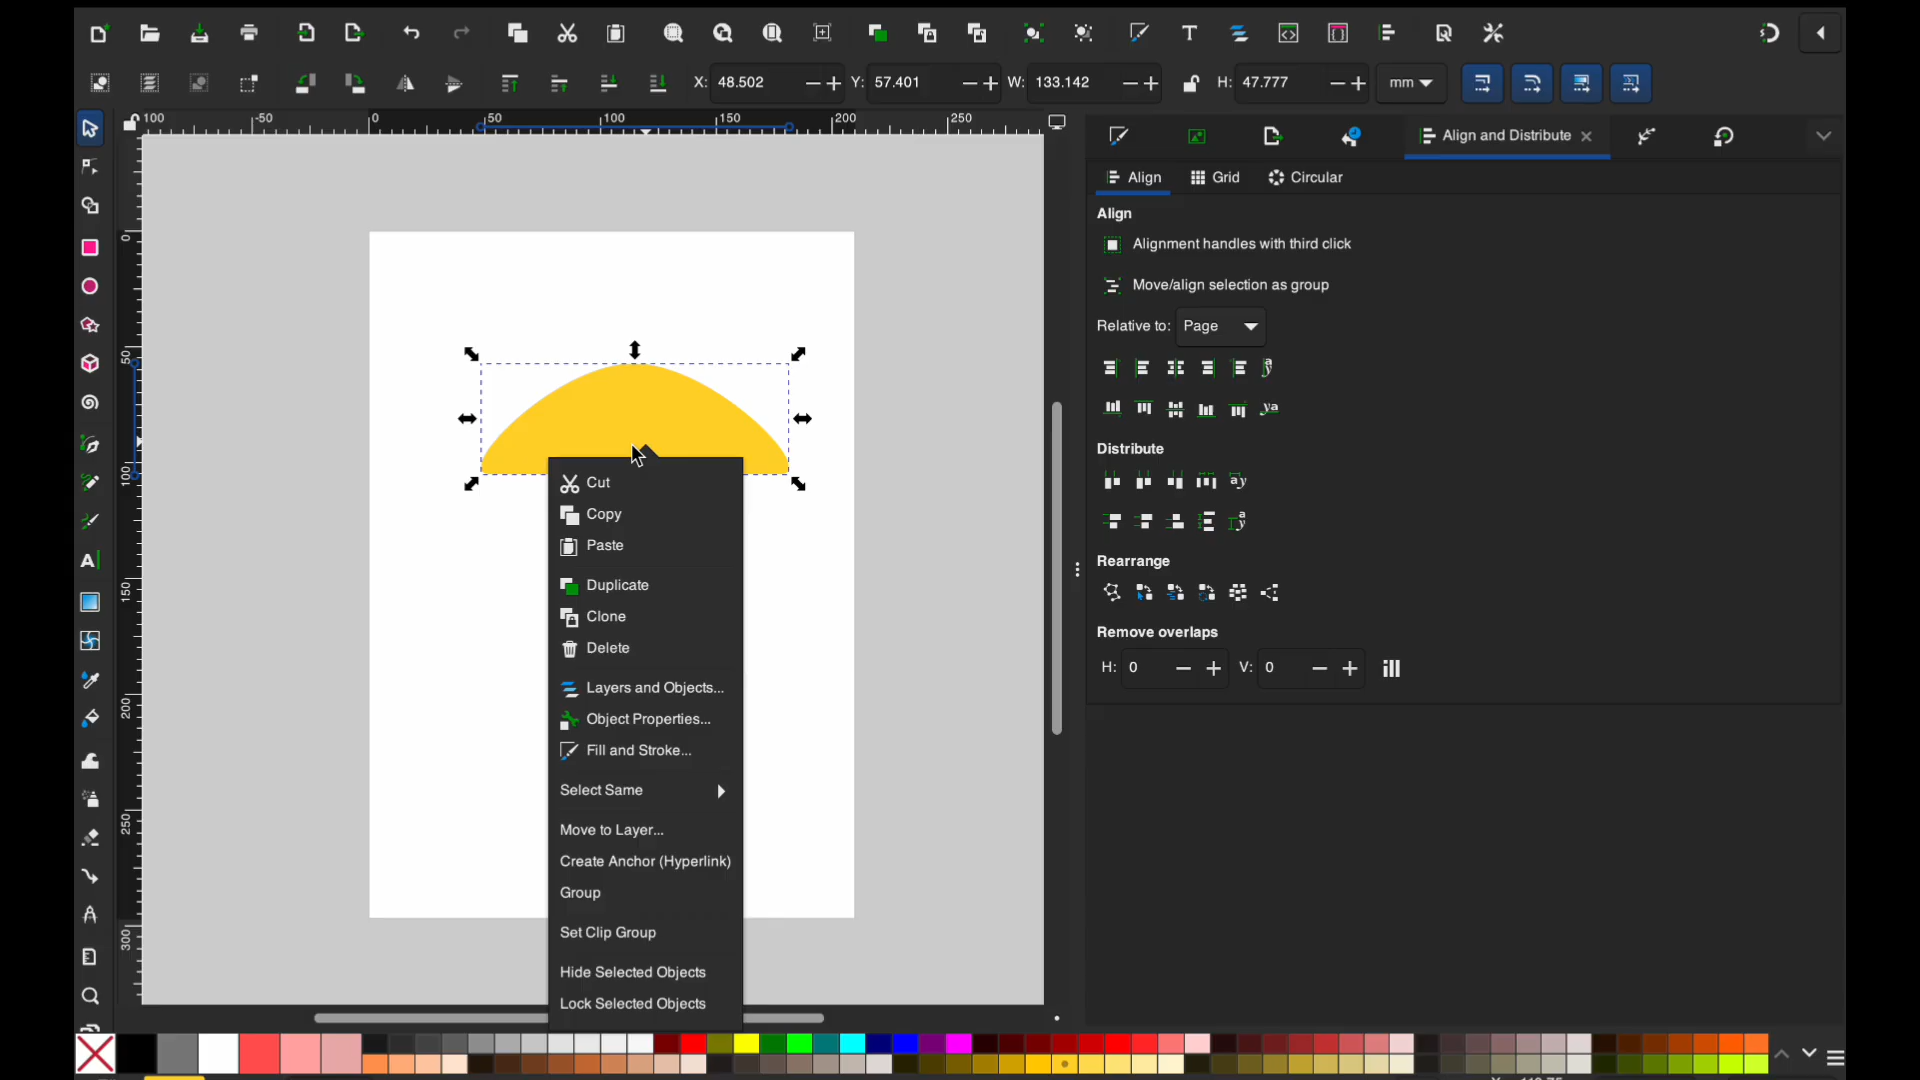 X: 48.502 Y: 57.401 W: 133.142 H: 47.777 mm
100 -50 0 50 100 150 200 250
Align and Distribute
Align Grid Circular
Align
Alignment handles with third click
Move/align selection as group
Relative to: Page
Distribute
Rearrange
Remove overlaps
H: 0 V: 0
0
50
100
150
200
250
300
Cut
Copy
Paste
Duplicate
Clone
Delete
Layers and Objects...
Object Properties...
Fill and Stroke...
Select Same
Move to Layer...
Create Anchor (Hyperlink)
Group
Set Clip Group
Hide Selected Objects
Lock Selected Objects